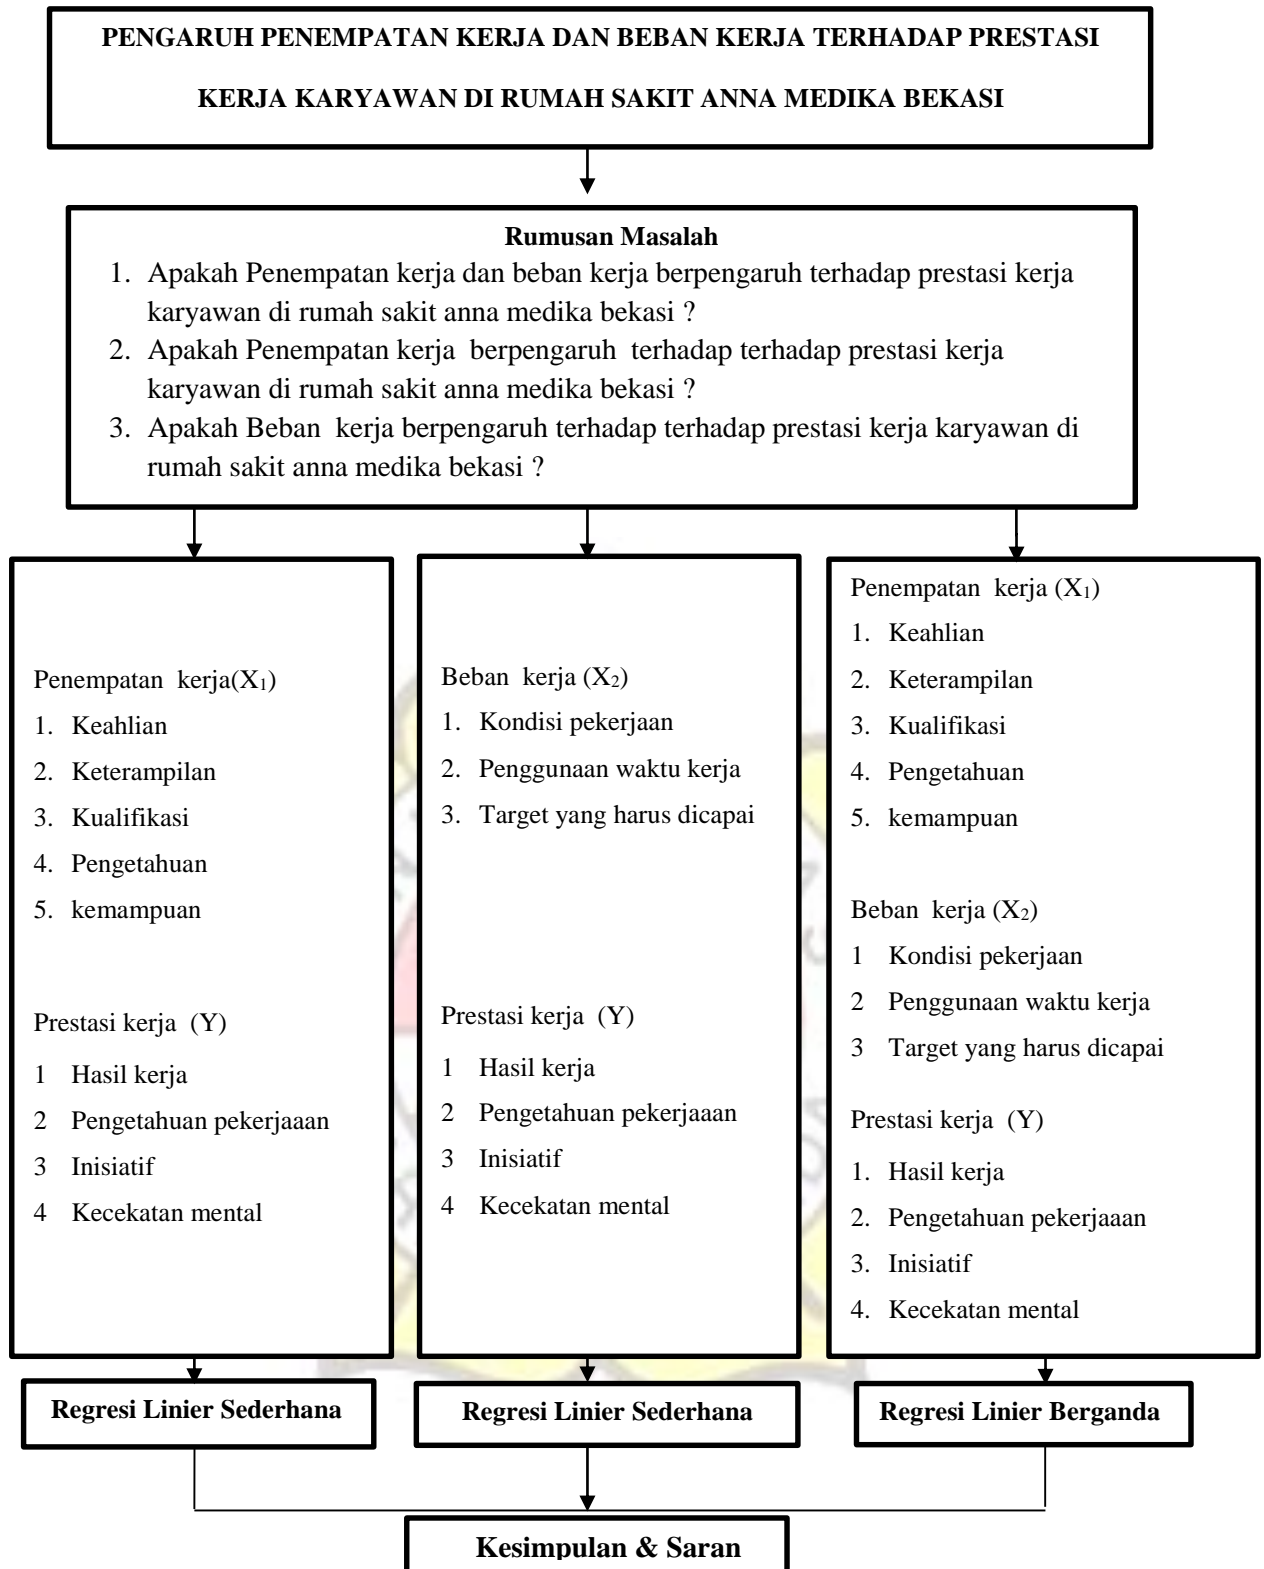 PENGARUH PENEMPATAN KERJA DAN BEBAN KERJA TERHADAP PRESTASI
KERJA KARYAWAN DI RUMAH SAKIT ANNA MEDIKA BEKASI
Rumusan Masalah
1. Apakah Penempatan kerja dan beban kerja berpengaruh terhadap prestasi kerja
karyawan di rumah sakit anna medika bekasi ?
2. Apakah Penempatan kerja berpengaruh terhadap terhadap prestasi kerja
karyawan di rumah sakit anna medika bekasi ?
3. Apakah Beban kerja berpengaruh terhadap terhadap prestasi kerja karyawan di
rumah sakit anna medika bekasi ?
Penempatan kerja(X₁)
1. Keahlian
2. Keterampilan
3. Kualifikasi
4. Pengetahuan
5. kemampuan
Prestasi kerja (Y)
1 Hasil kerja
2 Pengetahuan pekerjaaan
3 Inisiatif
4 Kecekatan mental
Beban kerja (X₂)
1. Kondisi pekerjaan
2. Penggunaan waktu kerja
3. Target yang harus dicapai
Prestasi kerja (Y)
1 Hasil kerja
2 Pengetahuan pekerjaaan
3 Inisiatif
4 Kecekatan mental
Penempatan kerja (X₁)
1. Keahlian
2. Keterampilan
3. Kualifikasi
4. Pengetahuan
5. kemampuan
Beban kerja (X₂)
1 Kondisi pekerjaan
2 Penggunaan waktu kerja
3 Target yang harus dicapai
Prestasi kerja (Y)
1. Hasil kerja
2. Pengetahuan pekerjaaan
3. Inisiatif
4. Kecekatan mental
Regresi Linier Sederhana
Regresi Linier Sederhana
Regresi Linier Berganda
Kesimpulan & Saran